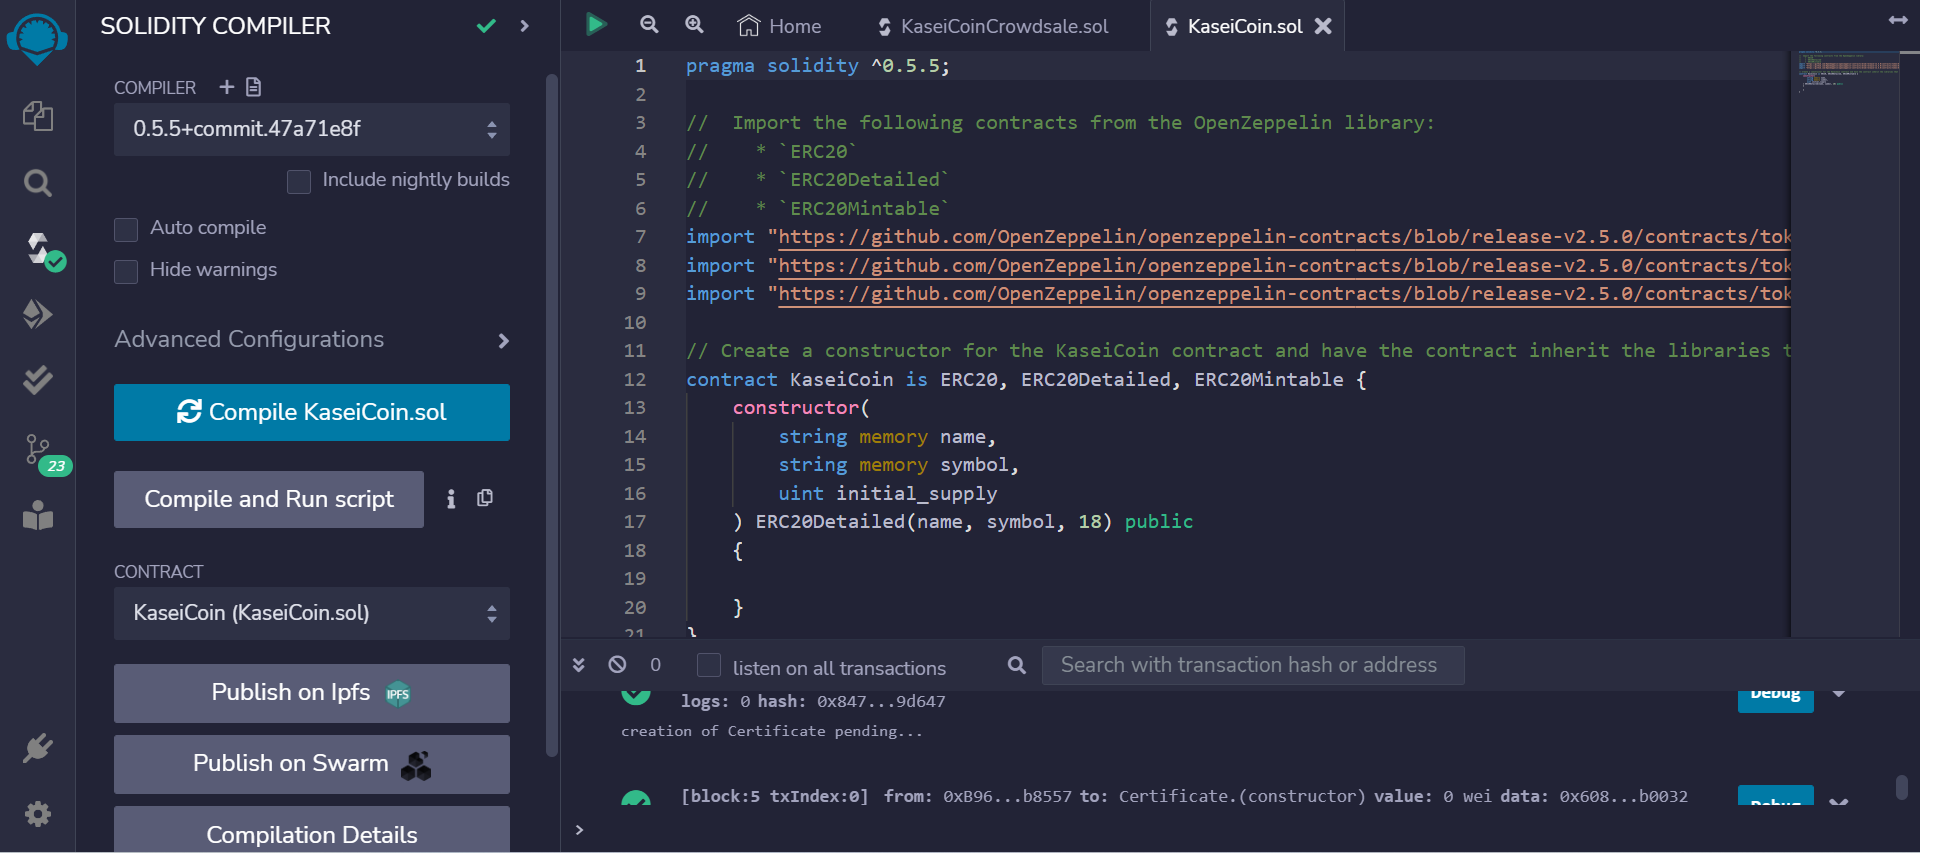 SOLIDITY COMPILER
COMPILER
0.5.5+commit.47a71e8f
Include nightly builds
Auto compile
Hide warnings
Advanced Configurations
Compile KaseiCoin.sol
23
Compile and Run script
CONTRACT
KaseiCoin (KaseiCoin.sol)
Publish on Ipfs IPFS
Publish on Swarm
Compilation Details
Home KaseiCoinCrowdsale.sol KaseiCoin.sol
1 pragma solidity ^0.5.5;
2
3 //  Import the following contracts from the OpenZeppelin library:
4 //    * `ERC20`
5 //    * `ERC20Detailed`
6 //    * `ERC20Mintable`
7 import "https://github.com/OpenZeppelin/openzeppelin-contracts/blob/release-v2.5.0/contracts/tok
8 import "https://github.com/OpenZeppelin/openzeppelin-contracts/blob/release-v2.5.0/contracts/tok
9 import "https://github.com/OpenZeppelin/openzeppelin-contracts/blob/release-v2.5.0/contracts/tok
10
11 // Create a constructor for the KaseiCoin contract and have the contract inherit the libraries t
12 contract KaseiCoin is ERC20, ERC20Detailed, ERC20Mintable {
13     constructor(
14         string memory name,
15         string memory symbol,
16         uint initial_supply
17     ) ERC20Detailed(name, symbol, 18) public
18     {
19
20     }
21 }
0 listen on all transactions Search with transaction hash or address
logs: 0 hash: 0x847...9d647 Debug
creation of Certificate pending...
[block:5 txIndex:0] from: 0xB96...b8557 to: Certificate.(constructor) value: 0 wei data: 0x608...b0032 Debug
>